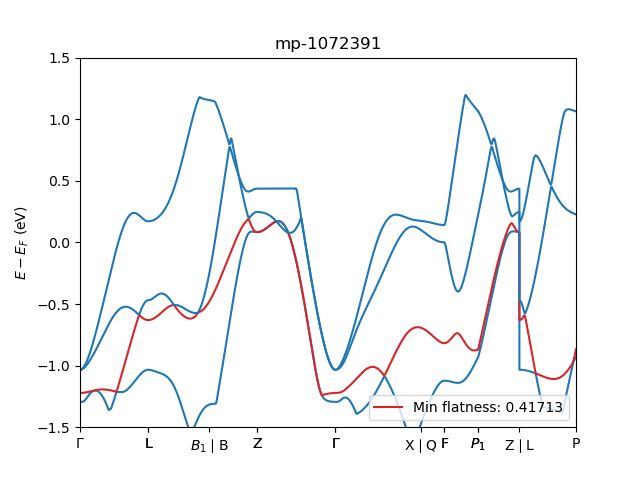 mp-1072391
E − E_F (eV)
1.5
1.0
0.5
0.0
−0.5
−1.0
−1.5
Min flatness: 0.41713
Γ L B₁ | B Z Γ X | Q F P₁ Z | L P